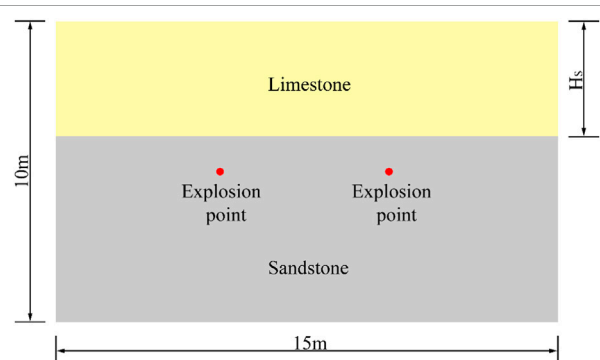 Limestone
Hs
10m
Explosion
point
Explosion
point
Sandstone
15m